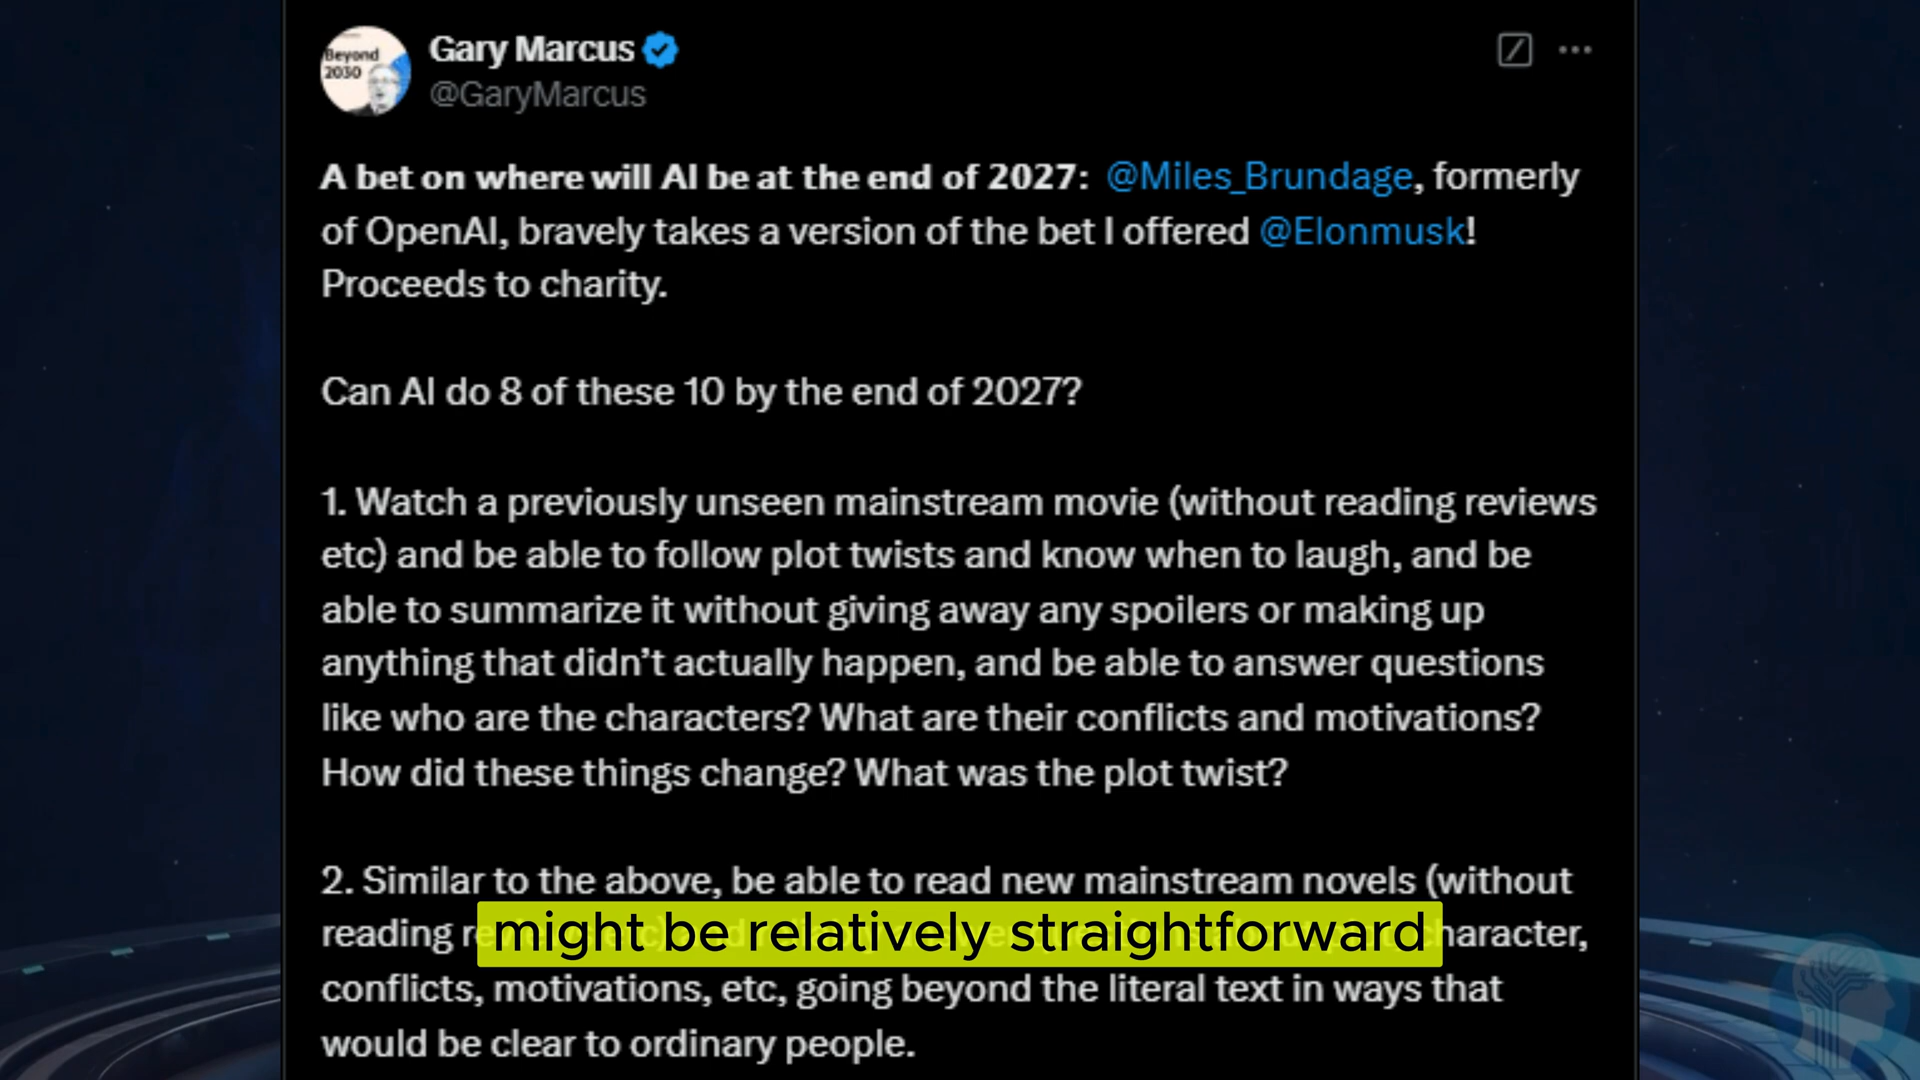 Beyond
2030
Gary Marcus
@GaryMarcus
A bet on where will AI be at the end of 2027: @Miles_Brundage, formerly
of OpenAI, bravely takes a version of the bet I offered @Elonmusk!
Proceeds to charity.
Can AI do 8 of these 10 by the end of 2027?
1. Watch a previously unseen mainstream movie (without reading reviews
etc) and be able to follow plot twists and know when to laugh, and be
able to summarize it without giving away any spoilers or making up
anything that didn’t actually happen, and be able to answer questions
like who are the characters? What are their conflicts and motivations?
How did these things change? What was the plot twist?
2. Similar to the above, be able to read new mainstream novels (without
reading haracter,
might be relatively straightforward
conflicts, motivations, etc, going beyond the literal text in ways that
would be clear to ordinary people.